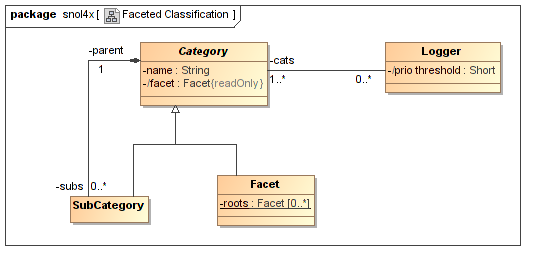 package snol4x[ Faceted Classification ]
-parent
1
Category
-name : String
-/facet : Facet{readOnly}
-cats
1..*
0..*
Logger
-/prio threshold : Short
-subs 0..*
SubCategory
Facet
-roots : Facet [0..*]